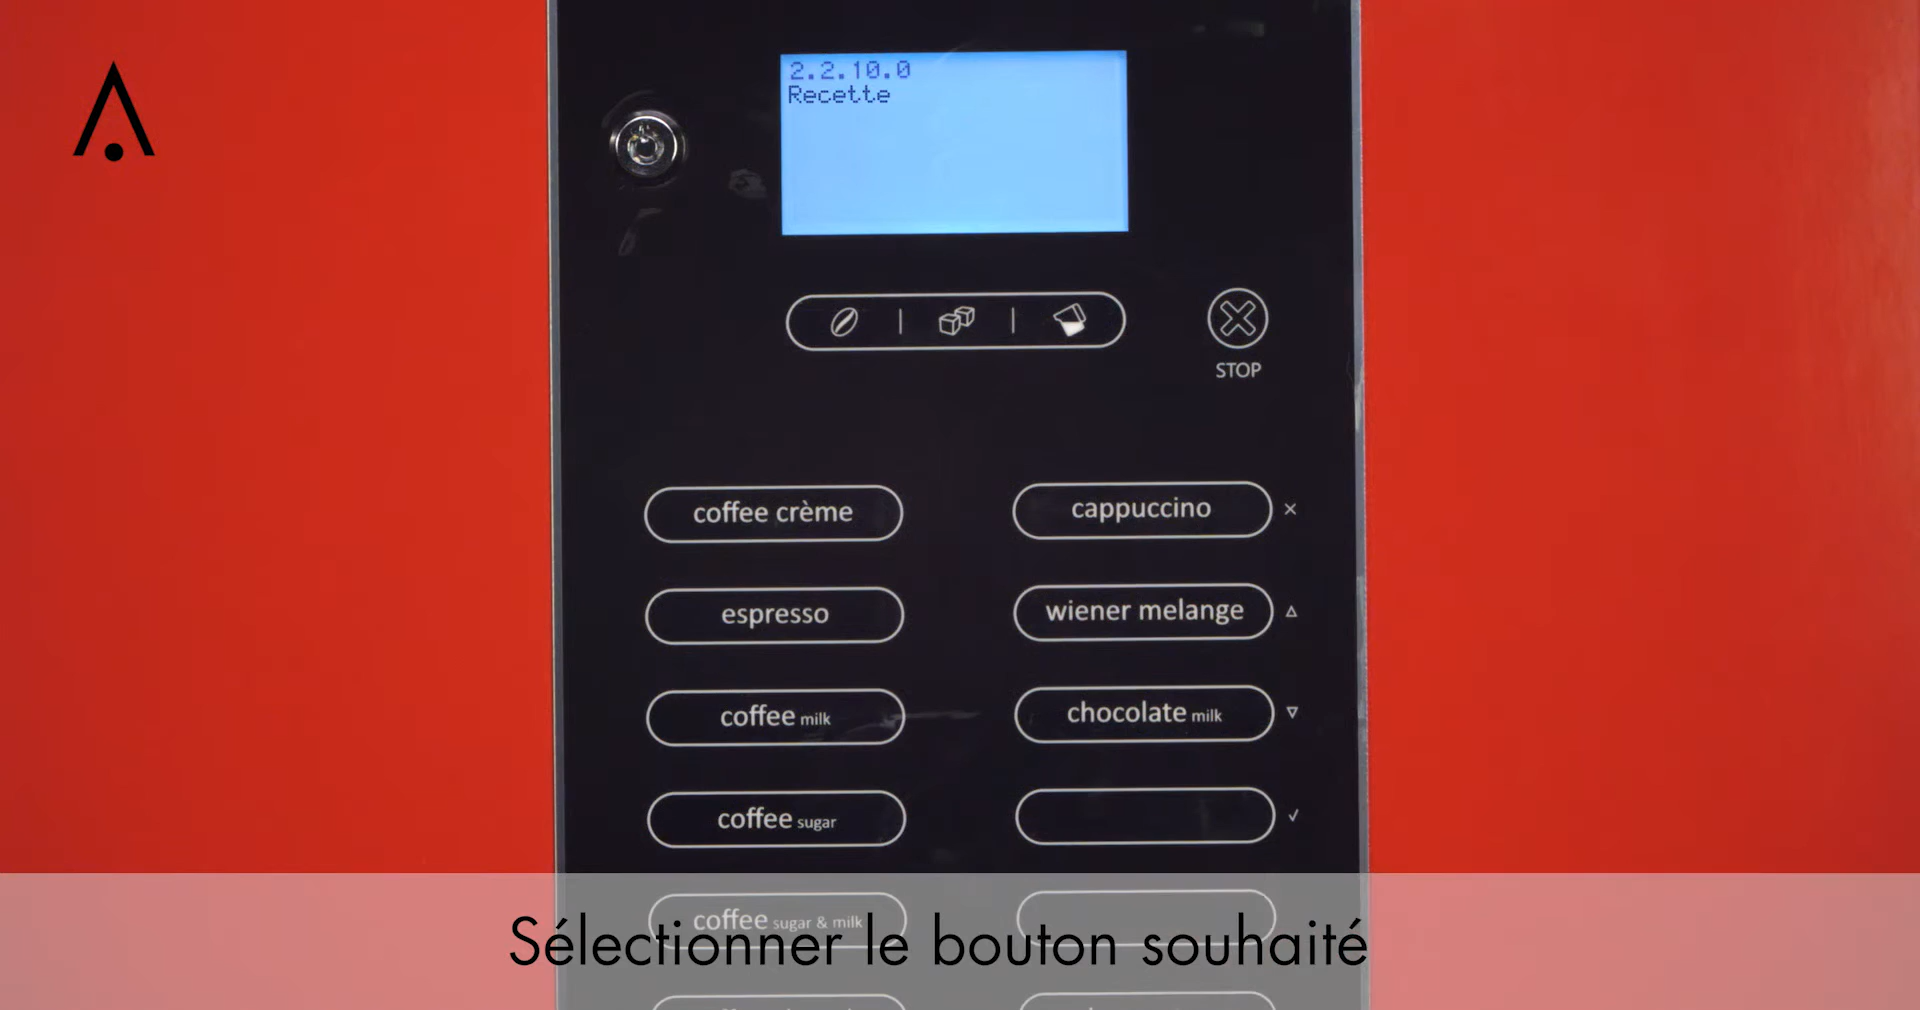 2.2.10.0
Recette
STOP
coffee crème
cappuccino
espresso
wiener melange
coffee milk
chocolate milk
coffee sugar
coffee sugar & milk
Sélectionner le bouton souhaité